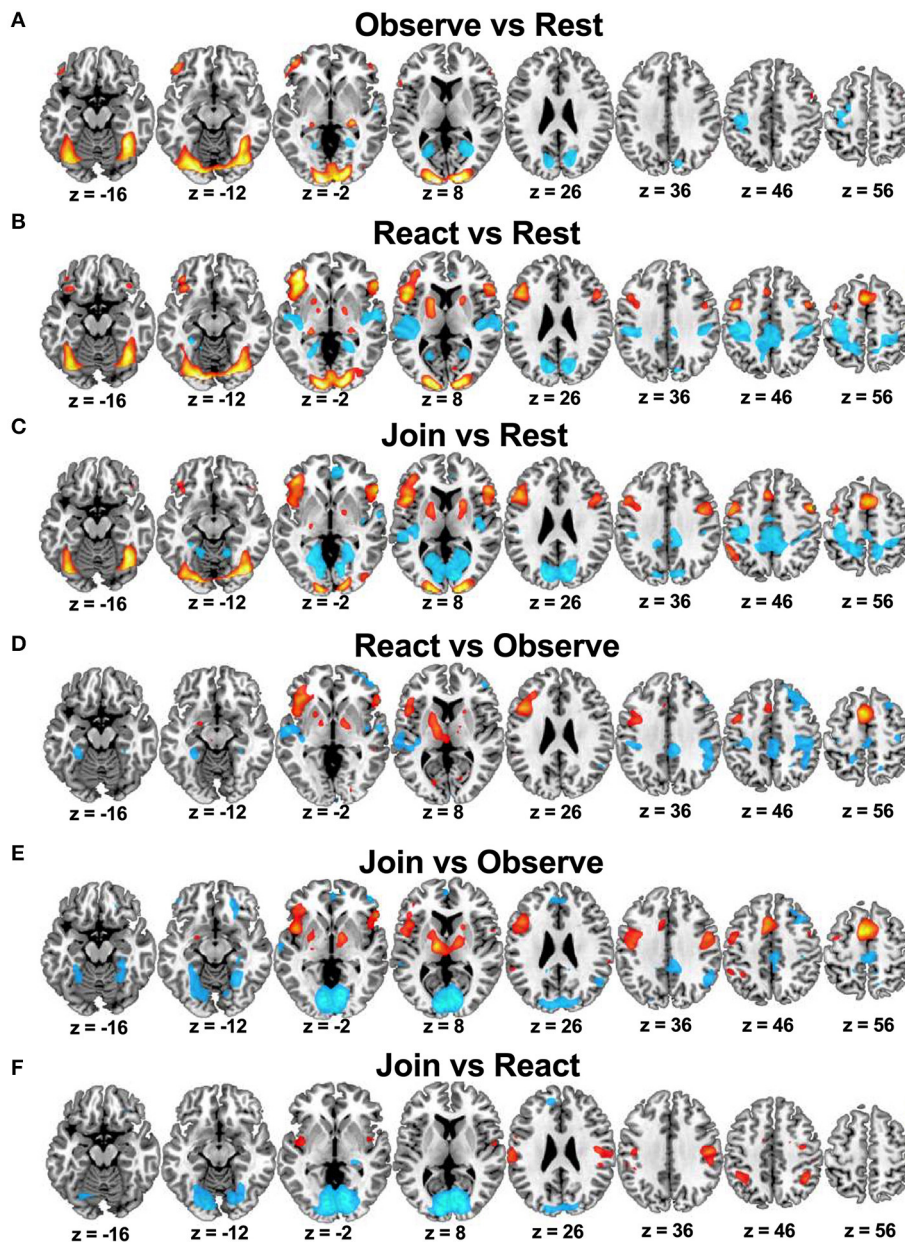 A
Observe vs Rest
z = -16 z = -12 z = -2 z = 8 z = 26 z = 36 z = 46 z = 56
B
React vs Rest
z = -16 z = -12 z = -2 z = 8 z = 26 z = 36 z = 46 z = 56
C
Join vs Rest
z = -16 z = -12 z = -2 z = 8 z = 26 z = 36 z = 46 z = 56
D
React vs Observe
z = -16 z = -12 z = -2 z = 8 z = 26 z = 36 z = 46 z = 56
E
Join vs Observe
z = -16 z = -12 z = -2 z = 8 z = 26 z = 36 z = 46 z = 56
F
Join vs React
z = -16 z = -12 z = -2 z = 8 z = 26 z = 36 z = 46 z = 56